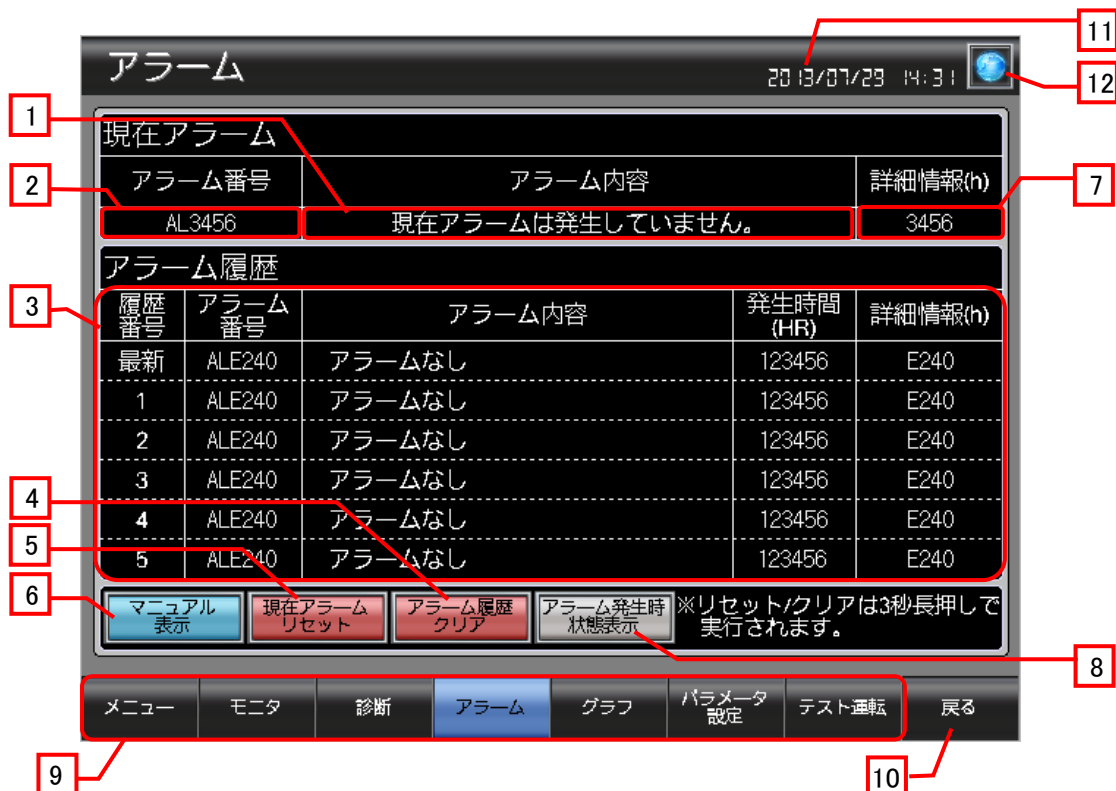 11
アラーム
2013/07/29 14:31
12
1
現在アラーム
2
アラーム番号 アラーム内容 詳細情報(h)
7
AL3456 現在アラームは発生していません。 3456
アラーム履歴
3
履歴番号 アラーム番号 アラーム内容 発生時間(HR) 詳細情報(h)
最新 ALE240 アラームなし 123456 E240
1 ALE240 アラームなし 123456 E240
2 ALE240 アラームなし 123456 E240
3 ALE240 アラームなし 123456 E240
4
4 ALE240 アラームなし 123456 E240
5
5 ALE240 アラームなし 123456 E240
6
マニュアル
表示
現在アラーム
リセット
アラーム履歴
クリア
アラーム発生時
状態表示
※リセット/クリアは3秒長押しで
実行されます。
8
メニュー モニタ 診断 アラーム グラフ パラメータ設定 テスト運転 戻る
9
10